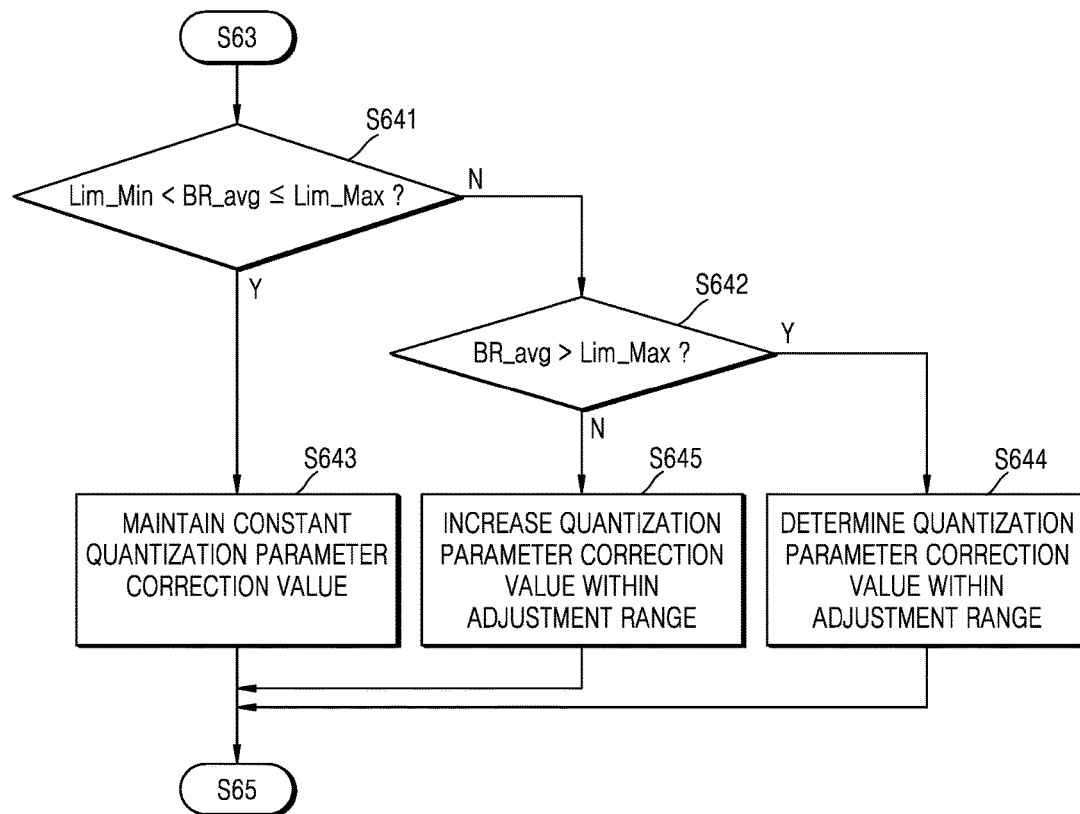 S63
S641
Lim_Min < BR_avg ≤ Lim_Max ?
N
Y
S642
BR_avg > Lim_Max ?
Y
N
S643
MAINTAIN CONSTANT
QUANTIZATION PARAMETER
CORRECTION VALUE
S645
INCREASE QUANTIZATION
PARAMETER CORRECTION
VALUE WITHIN
ADJUSTMENT RANGE
S644
DETERMINE QUANTIZATION
PARAMETER CORRECTION
VALUE WITHIN
ADJUSTMENT RANGE
S65